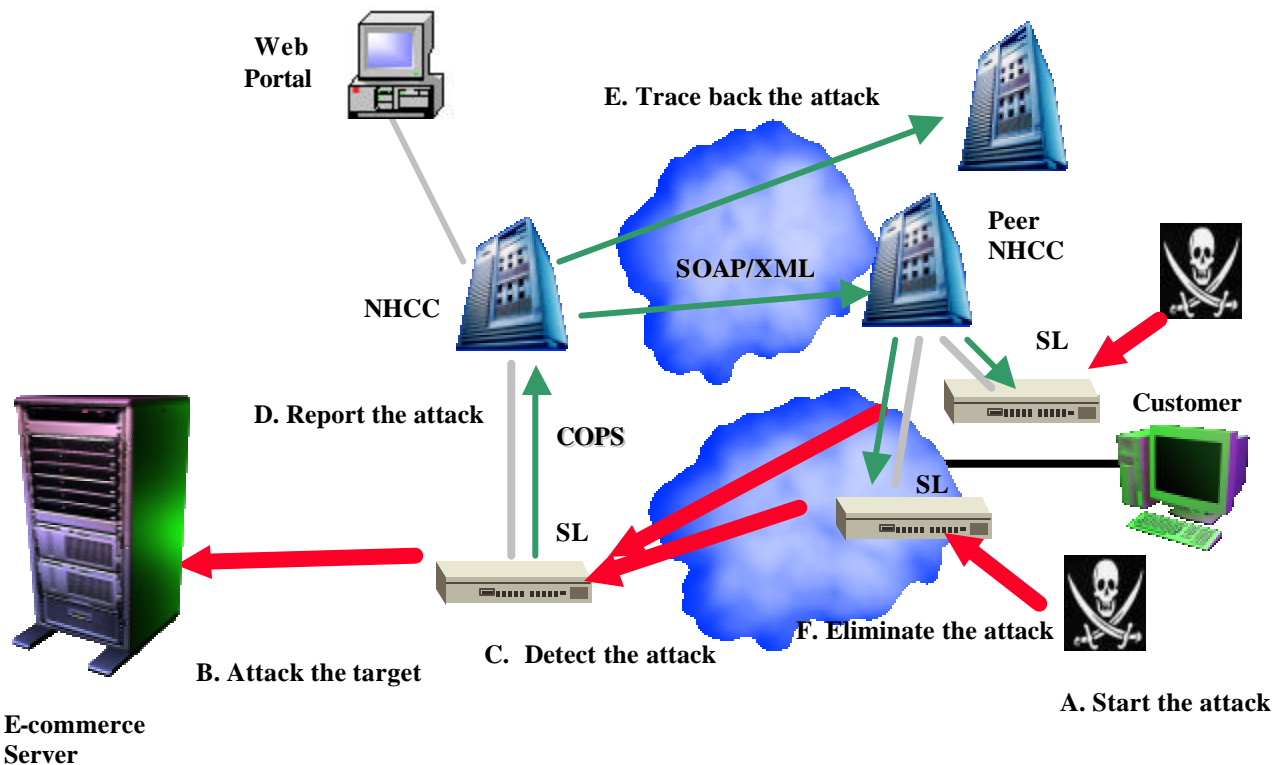 Web
Portal
E. Trace back the attack
Peer
NHCC
SOAP/XML
NHCC
SL
Customer
D. Report the attack
COPS
SL
SL
F. Eliminate the attack
C. Detect the attack
B. Attack the target
A. Start the attack
E-commerce
Server